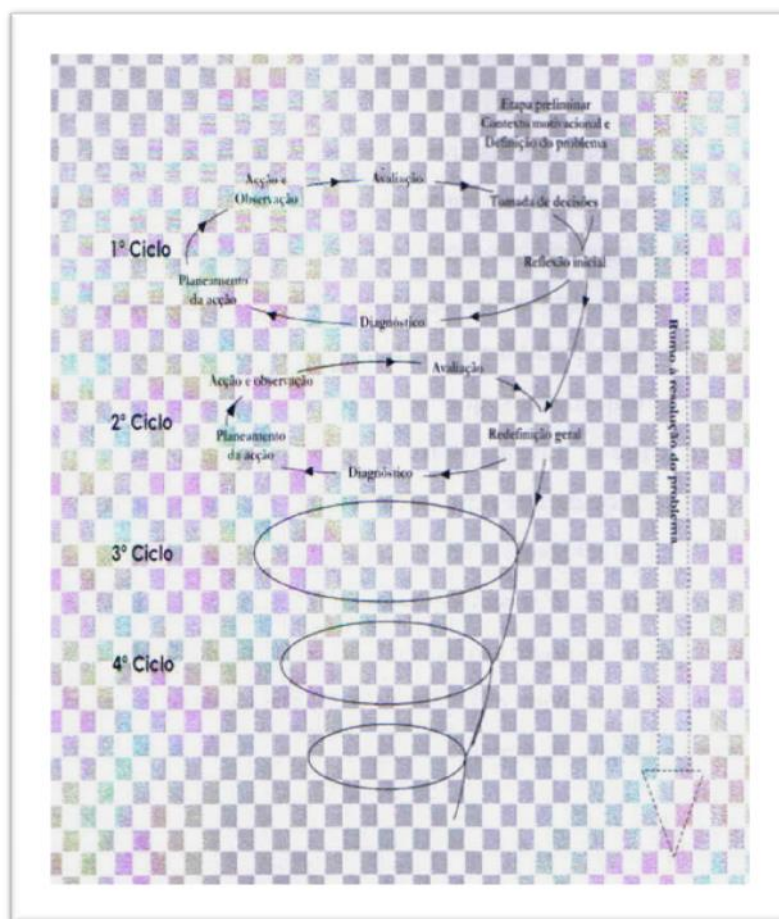 Etapa preliminar
Contexto motivacional e
Definição do problema
Acção e
Observação
Avaliação
Tomada de decisões
1º Ciclo
Reflexão inicial
Planeamento
da acção
Diagnóstico
Acção e observação
Avaliação
2º Ciclo
Planeamento
da acção
Redefinição geral
Diagnóstico
3º Ciclo
4º Ciclo
Rumo à resolução do problema